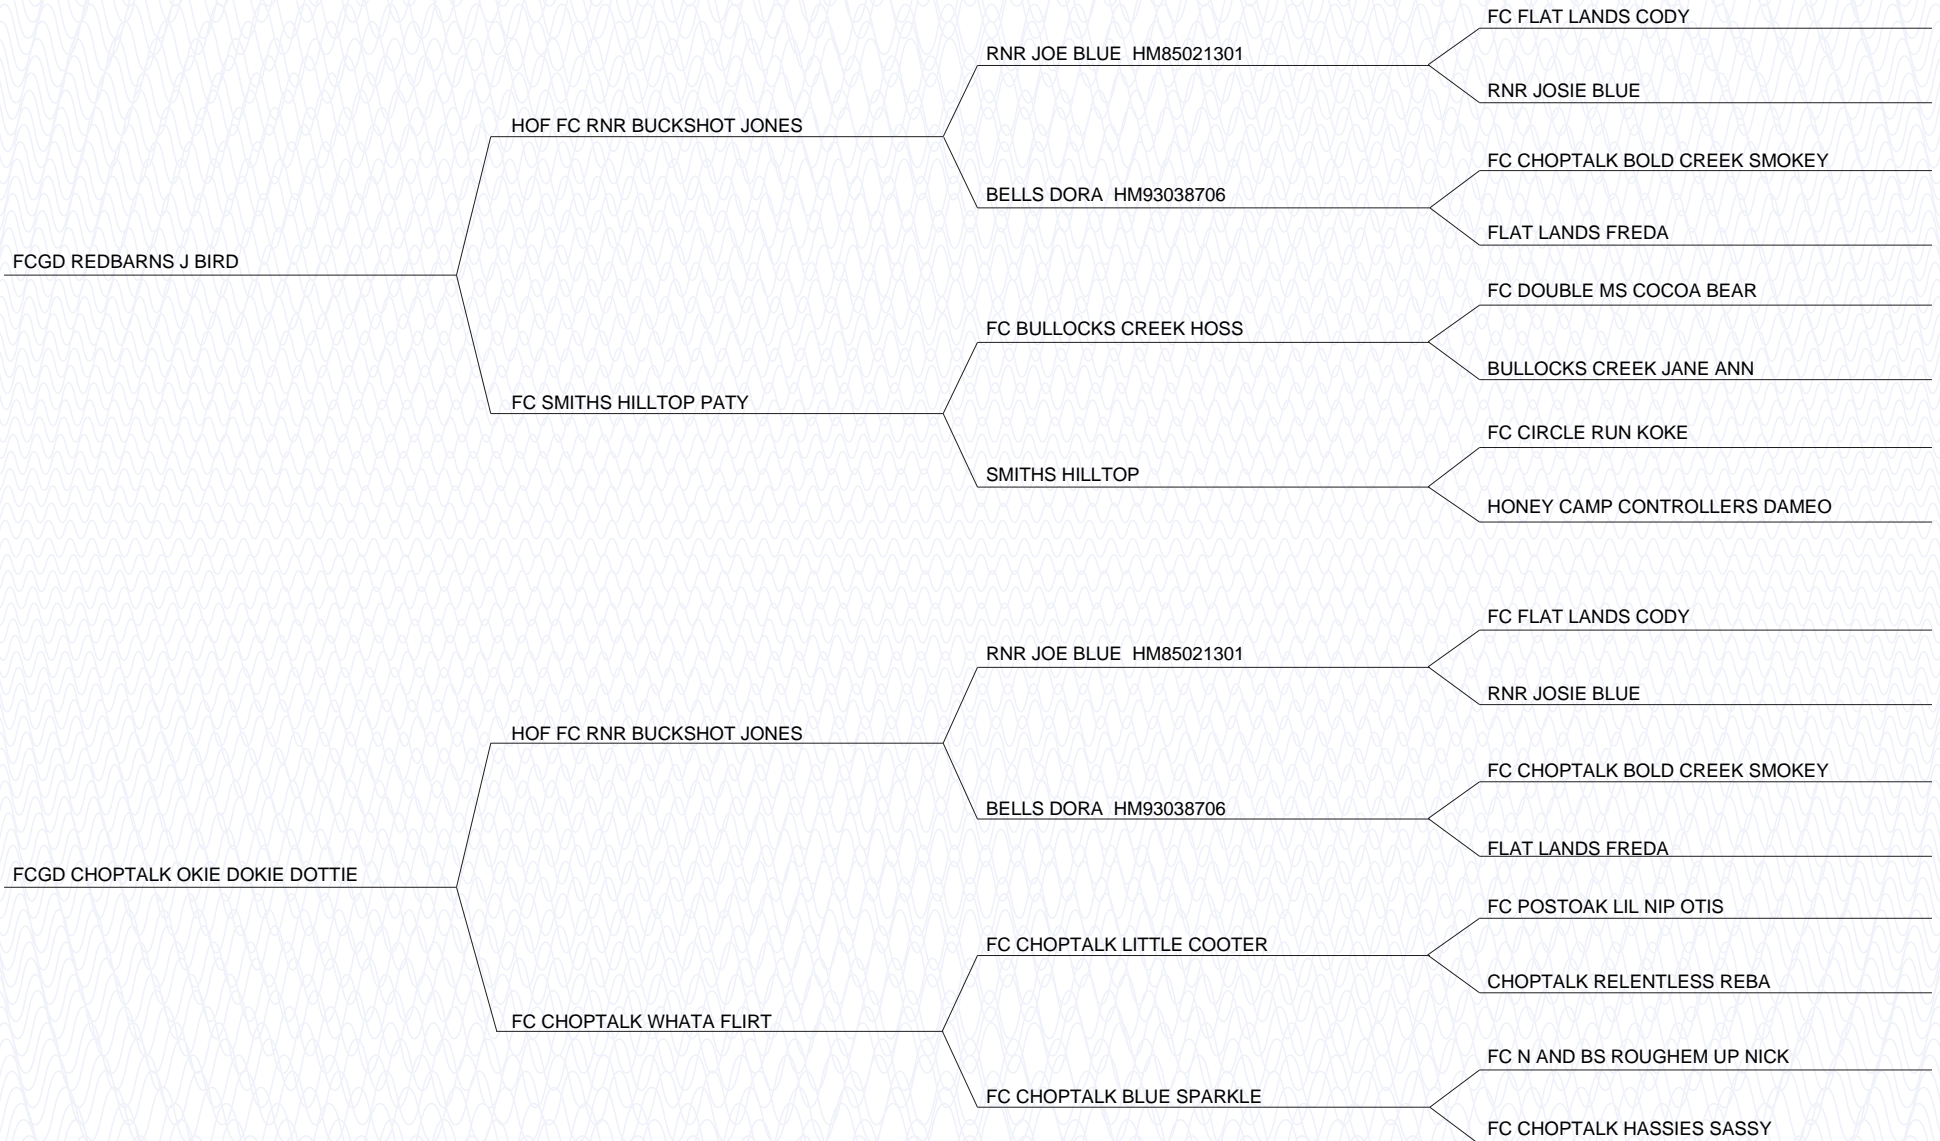 FC FLAT LANDS CODY
RNR JOE BLUE  HM85021301
RNR JOSIE BLUE
HOF FC RNR BUCKSHOT JONES
FC CHOPTALK BOLD CREEK SMOKEY
BELLS DORA  HM93038706
FLAT LANDS FREDA
FCGD REDBARNS J BIRD
FC DOUBLE MS COCOA BEAR
FC BULLOCKS CREEK HOSS
BULLOCKS CREEK JANE ANN
FC SMITHS HILLTOP PATY
FC CIRCLE RUN KOKE
SMITHS HILLTOP
HONEY CAMP CONTROLLERS DAMEO
FC FLAT LANDS CODY
RNR JOE BLUE  HM85021301
RNR JOSIE BLUE
HOF FC RNR BUCKSHOT JONES
FC CHOPTALK BOLD CREEK SMOKEY
BELLS DORA  HM93038706
FLAT LANDS FREDA
FCGD CHOPTALK OKIE DOKIE DOTTIE
FC POSTOAK LIL NIP OTIS
FC CHOPTALK LITTLE COOTER
CHOPTALK RELENTLESS REBA
FC CHOPTALK WHATA FLIRT
FC N AND BS ROUGHEM UP NICK
FC CHOPTALK BLUE SPARKLE
FC CHOPTALK HASSIES SASSY